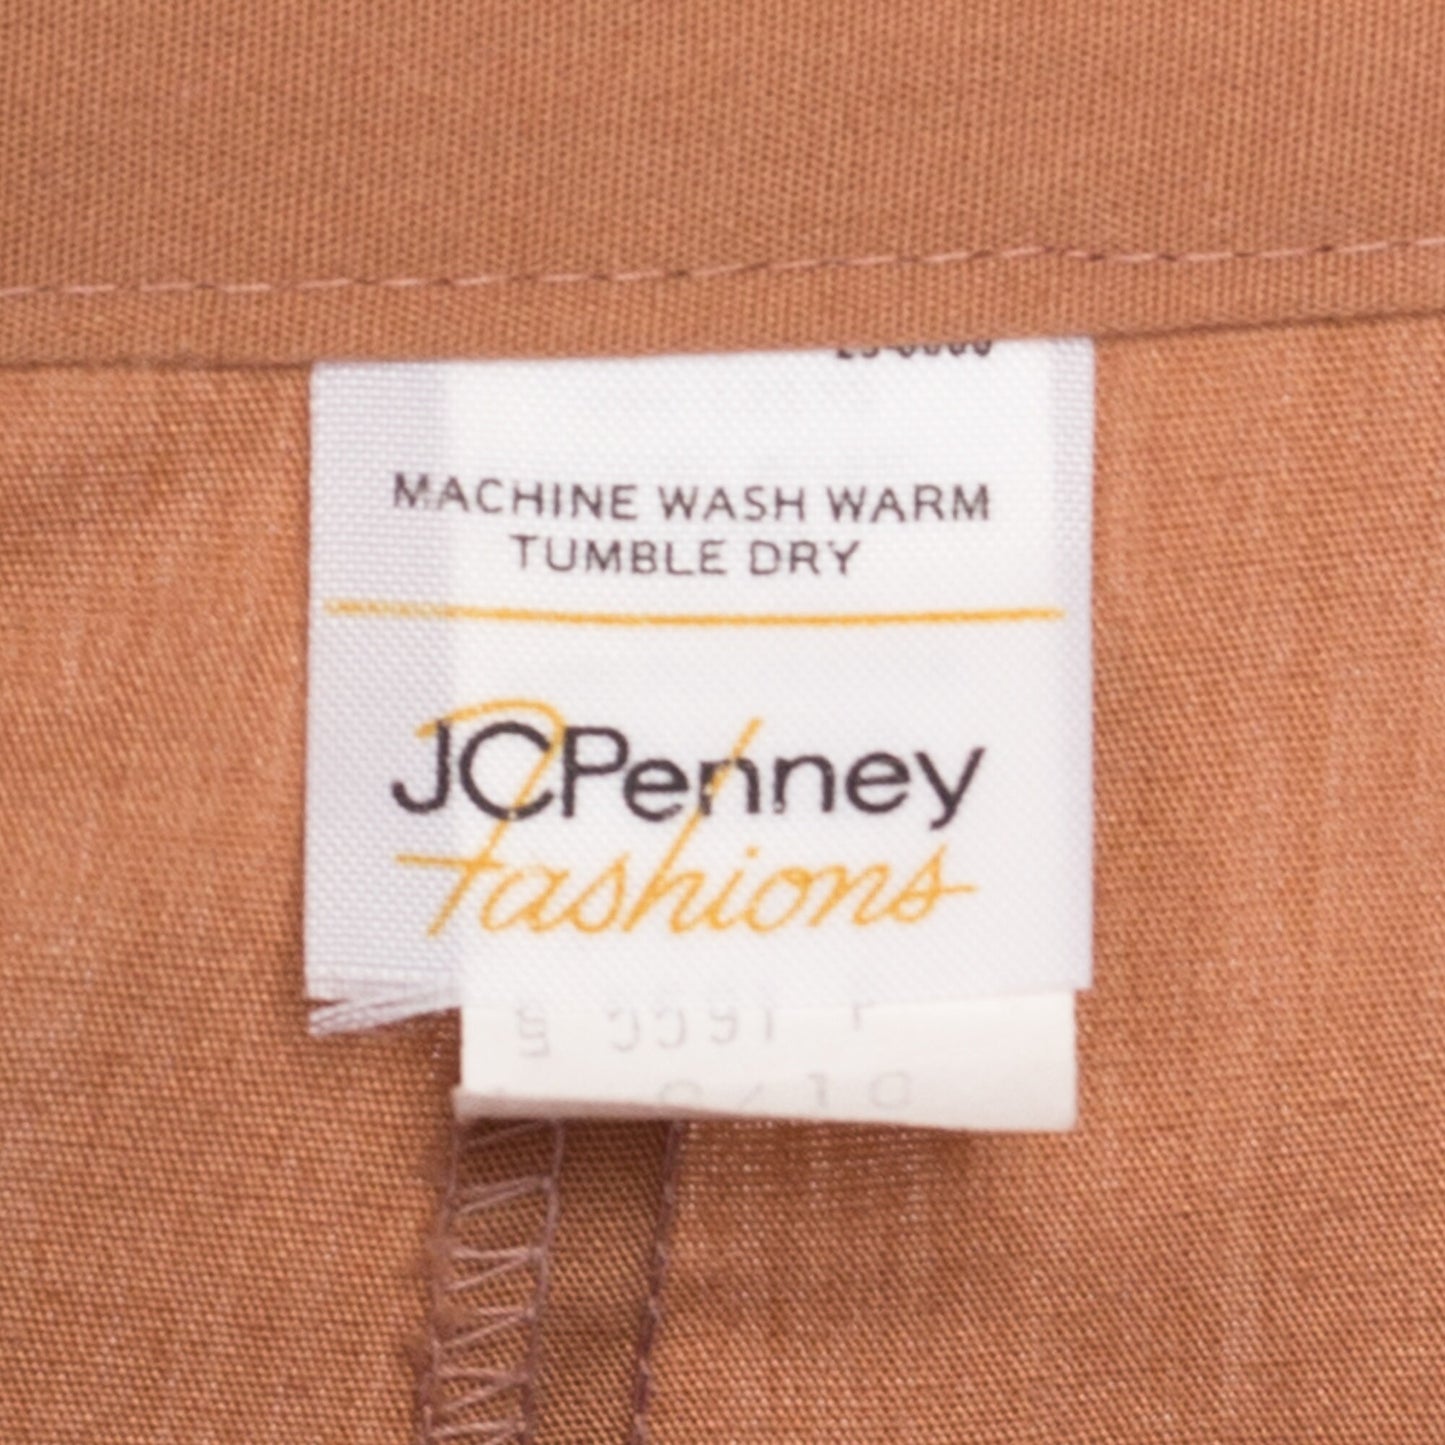 MACHINE WASH WARM
TUMBLE DRY
JCPenney
Fashions